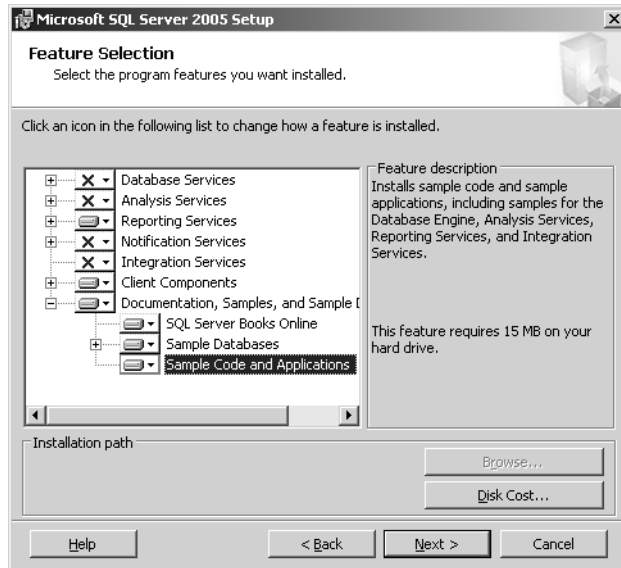 Microsoft SQL Server 2005 Setup
Feature Selection
Select the program features you want installed.
Click an icon in the following list to change how a feature is installed.
Database Services
Analysis Services
Reporting Services
Notification Services
Integration Services
Client Components
Documentation, Samples, and Sample D
SQL Server Books Online
Sample Databases
Sample Code and Applications
Feature description
Installs sample code and sample
applications, including samples for the
Database Engine, Analysis Services,
Reporting Services, and Integration
Services.
This feature requires 15 MB on your
hard drive.
Installation path
Browse...
Disk Cost...
Help
< Back
Next >
Cancel